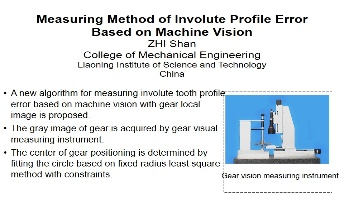 Measuring Method of Involute Profile Error
Based on Machine Vision
ZHI Shan
College of Mechanical Engineering
Liaoning Institute of Science and Technology
China
• A new algorithm for measuring involute tooth profile
error based on machine vision with gear local
image is proposed.
• The gray image of gear is acquired by gear visual
measuring instrument.
• The center of gear positioning is determined by
fitting the circle based on fixed radius least square
method with constraints.
Gear vision measuring instrument